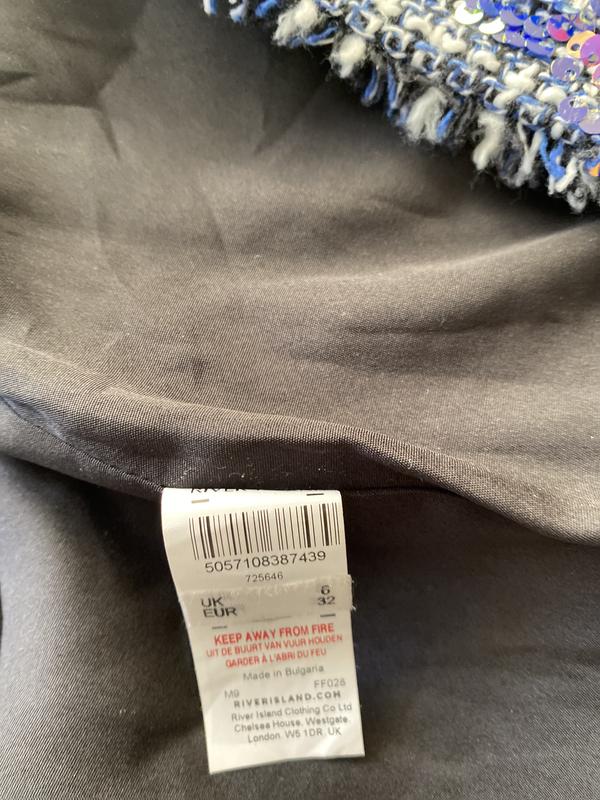 5057108387439
725646
UK 6
EUR 32
KEEP AWAY FROM FIRE
UIT DE BUURT VAN VUUR HOUDEN
GARDER À L'ABRI DU FEU
Made in Bulgaria
M9 FF028
RIVERISLAND.COM
River Island Clothing Co Ltd
Chelsea House, Westgate,
London. W5 1DR, UK